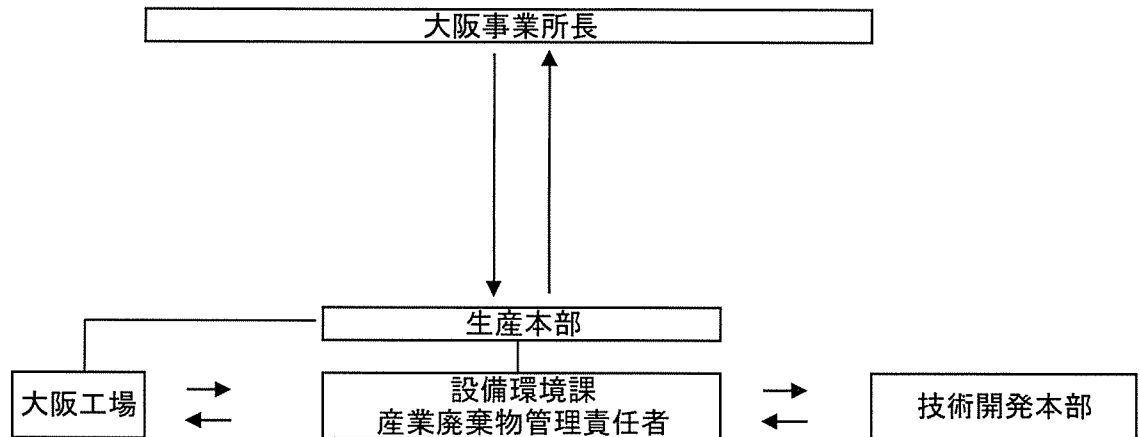 大阪事業所長
生産本部
大阪工場
設備環境課
産業廃棄物管理責任者
技術開発本部